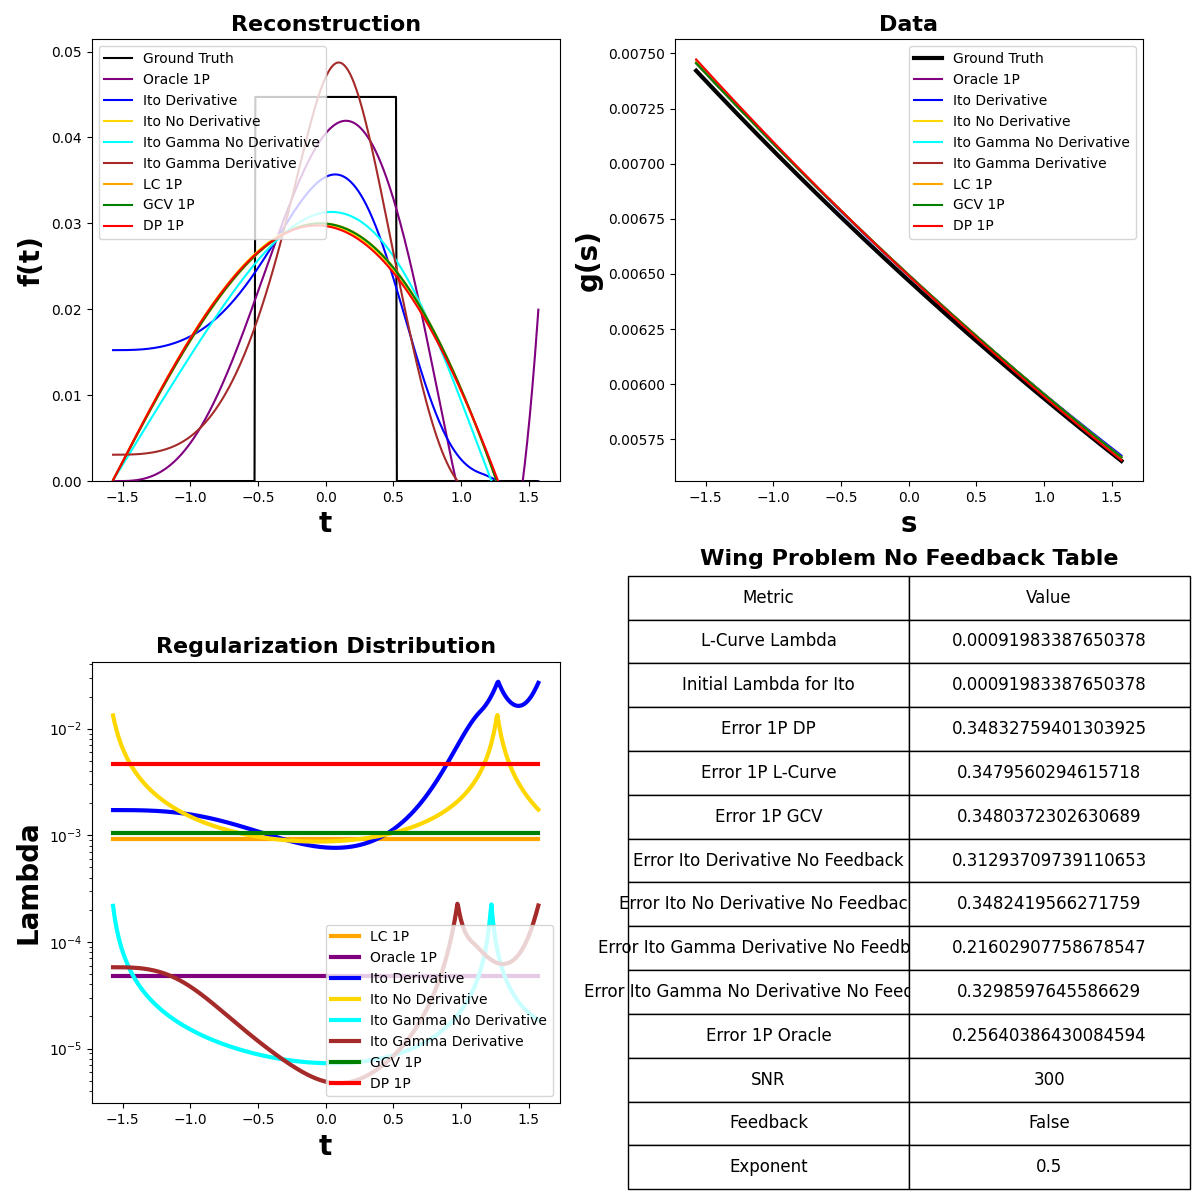 Reconstruction
f(t)
0.05
0.04
0.03
0.02
0.01
0.00
Ground Truth
Oracle 1P
Ito Derivative
Ito No Derivative
Ito Gamma No Derivative
Ito Gamma Derivative
LC 1P
GCV 1P
DP 1P
−1.5 −1.0 −0.5 0.0 0.5 1.0 1.5
t
Data
g(s)
0.00750
0.00725
0.00700
0.00675
0.00650
0.00625
0.00600
0.00575
Ground Truth
Oracle 1P
Ito Derivative
Ito No Derivative
Ito Gamma No Derivative
Ito Gamma Derivative
LC 1P
GCV 1P
DP 1P
−1.5 −1.0 −0.5 0.0 0.5 1.0 1.5
s
Regularization Distribution
Lambda
10⁻²
10⁻³
10⁻⁴
10⁻⁵
LC 1P
Oracle 1P
Ito Derivative
Ito No Derivative
Ito Gamma No Derivative
Ito Gamma Derivative
GCV 1P
DP 1P
−1.5 −1.0 −0.5 0.0 0.5 1.0 1.5
t
Wing Problem No Feedback Table
Metric Value
L-Curve Lambda 0.00091983387650378
Initial Lambda for Ito 0.00091983387650378
Error 1P DP 0.34832759401303925
Error 1P L-Curve 0.3479560294615718
Error 1P GCV 0.3480372302630689
Error Ito Derivative No Feedback 0.31293709739110653
Error Ito No Derivative No Feedbac 0.3482419566271759
Error Ito Gamma Derivative No Feedb 0.21602907758678547
Error Ito Gamma No Derivative No Feec 0.3298597645586629
Error 1P Oracle 0.25640386430084594
SNR 300
Feedback False
Exponent 0.5